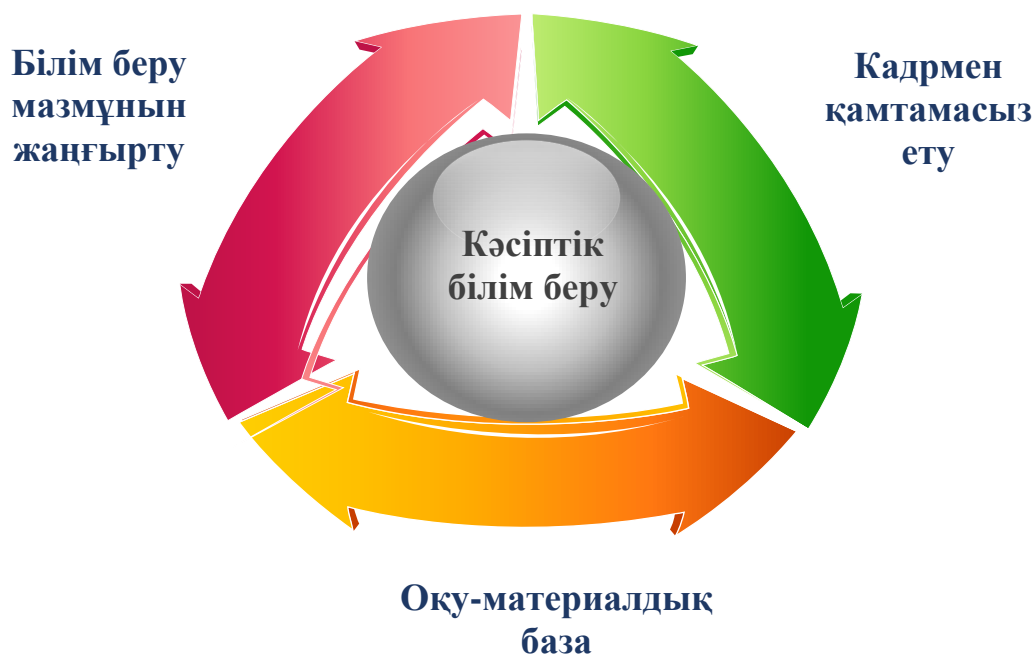 Білім беру
мазмұнын
жаңғырту
Кадрмен
қамтамасыз
ету
Кәсіптік
білім беру
Оқу-материалдық
база